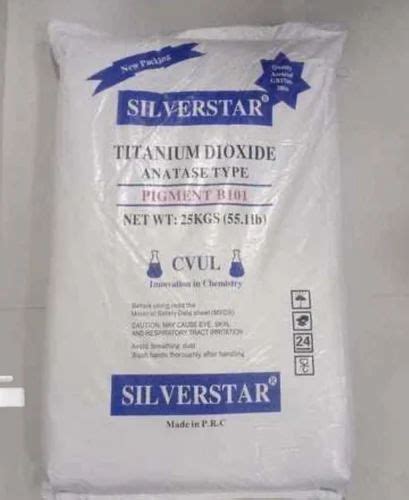 New Packing
Quality
SILVERSTAR®
TITANIUM DIOXIDE
ANATASE TYPE
PIGMENT B101
NET WT: 25KGS (55.1lb)
CVUL
Innovation in Chemistry
Before using read the
Material Safety Data sheet (MSDS)
CAUTION: MAY CAUSE EYE, SKIN,
AND RESPIRATORY TRACT IRRITATION
Avoid breathing dust
Wash hands thoroughly after handling
24
°C
SILVERSTAR®
Made in P.R.C